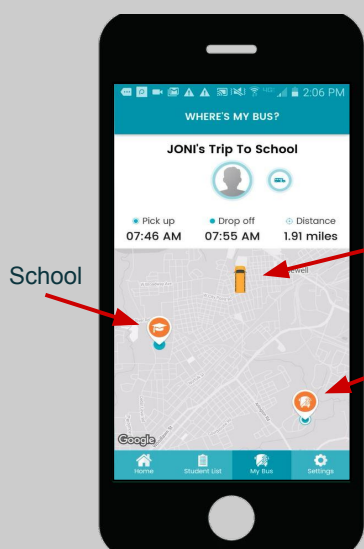 2:06 PM
WHERE'S MY BUS?
JONI's Trip To School
Pick up Drop off Distance
07:46 AM 07:55 AM 1.91 miles
School
Google
Home Student List My Bus Settings